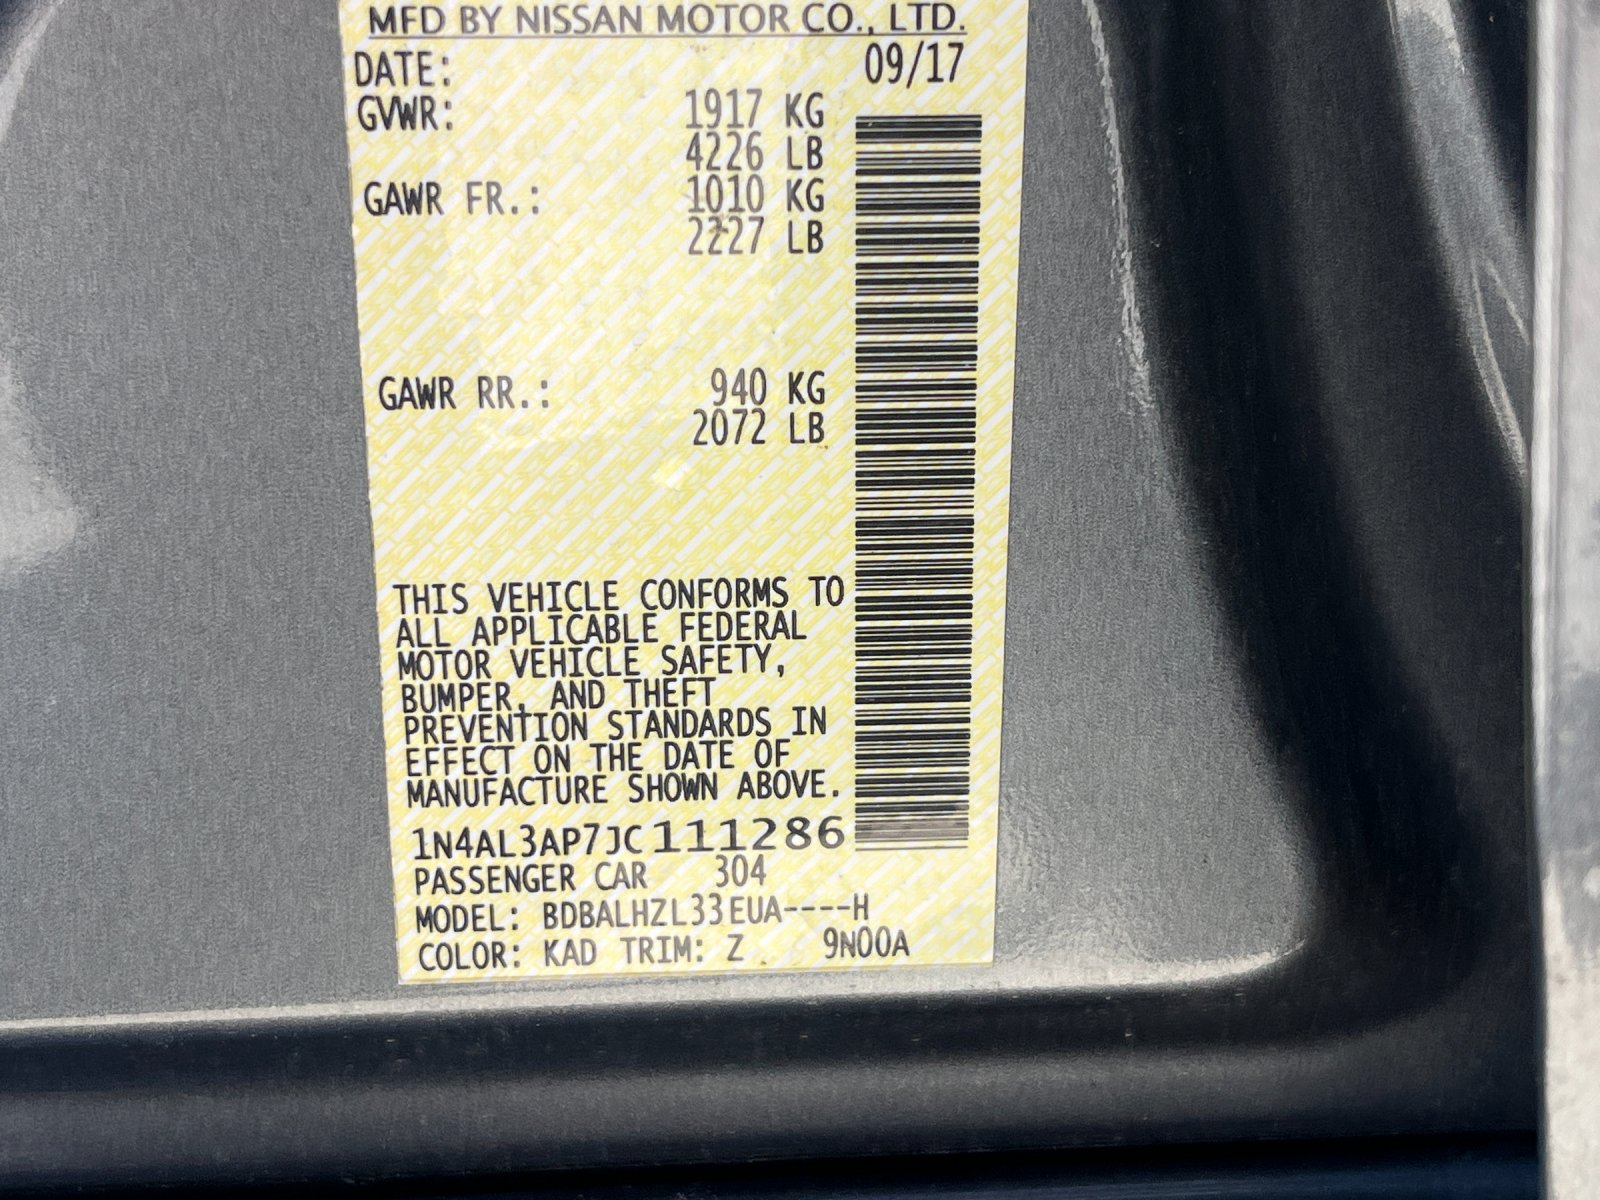 MFD BY NISSAN MOTOR CO., LTD.
DATE: 09/17
GVWR: 1917 KG
4226 LB
GAWR FR.: 1010 KG
2227 LB
GAWR RR.: 940 KG
2072 LB
THIS VEHICLE CONFORMS TO
ALL APPLICABLE FEDERAL
MOTOR VEHICLE SAFETY,
BUMPER, AND THEFT
PREVENTION STANDARDS IN
EFFECT ON THE DATE OF
MANUFACTURE SHOWN ABOVE.
1N4AL3AP7JC111286
PASSENGER CAR 304
MODEL: BDBALHZL33EUA----H
COLOR: KAD TRIM: Z 9N00A